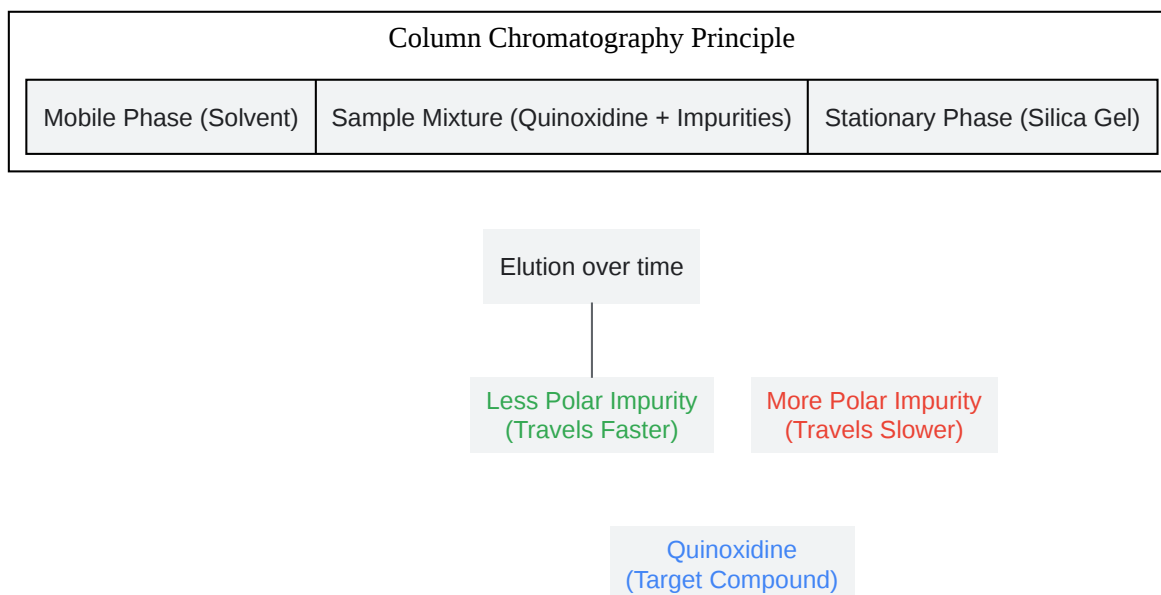 Column Chromatography Principle
Mobile Phase (Solvent)
Sample Mixture (Quinoxidine + Impurities)
Stationary Phase (Silica Gel)
Elution over time
Less Polar Impurity
(Travels Faster)
More Polar Impurity
(Travels Slower)
Quinoxidine
(Target Compound)